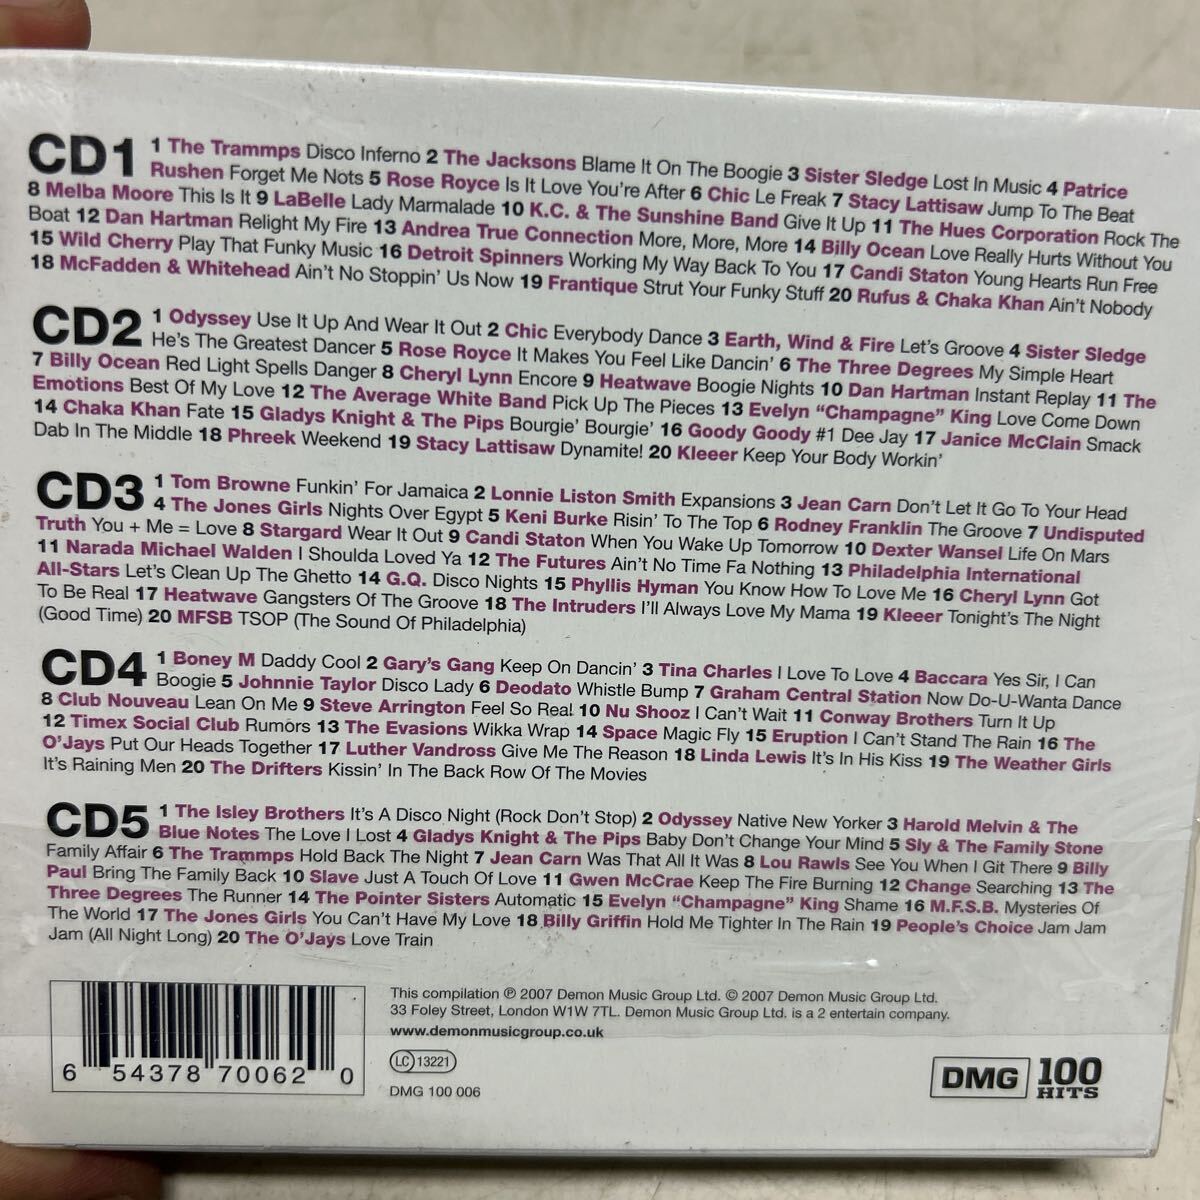 CD1 1 The Trammps Disco Inferno 2 The Jacksons Blame It On The Boogie 3 Sister Sledge Lost In Music 4 Patrice
Rushen Forget Me Nots 5 Rose Royce Is It Love You're After 6 Chic Le Freak 7 Stacy Lattisaw Jump To The Beat
8 Melba Moore This Is It 9 LaBelle Lady Marmalade 10 K.C. & The Sunshine Band Give It Up 11 The Hues Corporation Rock The
Boat 12 Dan Hartman Relight My Fire 13 Andrea True Connection More, More, More 14 Billy Ocean Love Really Hurts Without You
15 Wild Cherry Play That Funky Music 16 Detroit Spinners Working My Way Back To You 17 Candi Staton Young Hearts Run Free
18 McFadden & Whitehead Ain't No Stoppin' Us Now 19 Frantique Strut Your Funky Stuff 20 Rufus & Chaka Khan Ain't Nobody
CD2 1 Odyssey Use It Up And Wear It Out 2 Chic Everybody Dance 3 Earth, Wind & Fire Let's Groove 4 Sister Sledge
He's The Greatest Dancer 5 Rose Royce It Makes You Feel Like Dancin' 6 The Three Degrees My Simple Heart
7 Billy Ocean Red Light Spells Danger 8 Cheryl Lynn Encore 9 Heatwave Boogie Nights 10 Dan Hartman Instant Replay 11 The
Emotions Best Of My Love 12 The Average White Band Pick Up The Pieces 13 Evelyn “Champagne” King Love Come Down
14 Chaka Khan Fate 15 Gladys Knight & The Pips Bourgie' Bourgie' 16 Goody Goody #1 Dee Jay 17 Janice McClain Smack
Dab In The Middle 18 Phreek Weekend 19 Stacy Lattisaw Dynamite! 20 Kleeer Keep Your Body Workin'
CD3 1 Tom Browne Funkin' For Jamaica 2 Lonnie Liston Smith Expansions 3 Jean Carn Don't Let It Go To Your Head
4 The Jones Girls Nights Over Egypt 5 Keni Burke Risin' To The Top 6 Rodney Franklin The Groove 7 Undisputed
Truth You + Me = Love 8 Stargard Wear It Out 9 Candi Staton When You Wake Up Tomorrow 10 Dexter Wansel Life On Mars
11 Narada Michael Walden I Shoulda Loved Ya 12 The Futures Ain't No Time Fa Nothing 13 Philadelphia International
All-Stars Let's Clean Up The Ghetto 14 G.Q. Disco Nights 15 Phyllis Hyman You Know How To Love Me 16 Cheryl Lynn Got
To Be Real 17 Heatwave Gangsters Of The Groove 18 The Intruders I'll Always Love My Mama 19 Kleeer Tonight's The Night
(Good Time) 20 MFSB TSOP (The Sound Of Philadelphia)
CD4 1 Boney M Daddy Cool 2 Gary's Gang Keep On Dancin' 3 Tina Charles I Love To Love 4 Baccara Yes Sir, I Can
Boogie 5 Johnnie Taylor Disco Lady 6 Deodato Whistle Bump 7 Graham Central Station Now Do-U-Wanta Dance
8 Club Nouveau Lean On Me 9 Steve Arrington Feel So Real 10 Nu Shooz I Can't Wait 11 Conway Brothers Turn It Up
12 Timex Social Club Rumors 13 The Evasions Wikka Wrap 14 Space Magic Fly 15 Eruption I Can't Stand The Rain 16 The
O'Jays Put Our Heads Together 17 Luther Vandross Give Me The Reason 18 Linda Lewis It's In His Kiss 19 The Weather Girls
It's Raining Men 20 The Drifters Kissin' In The Back Row Of The Movies
CD5 1 The Isley Brothers It's A Disco Night (Rock Don't Stop) 2 Odyssey Native New Yorker 3 Harold Melvin & The
Blue Notes The Love I Lost 4 Gladys Knight & The Pips Baby Don't Change Your Mind 5 Sly & The Family Stone
Family Affair 6 The Trammps Hold Back The Night 7 Jean Carn Was That All It Was 8 Lou Rawls See You When I Git There 9 Billy
Paul Bring The Family Back 10 Slave Just A Touch Of Love 11 Gwen McCrae Keep The Fire Burning 12 Change Searching 13 The
Three Degrees The Runner 14 The Pointer Sisters Automatic 15 Evelyn “Champagne” King Shame 16 M.F.S.B. Mysteries Of
The World 17 The Jones Girls You Can't Have My Love 18 Billy Griffin Hold Me Tighter In The Rain 19 People's Choice Jam Jam
Jam (All Night Long) 20 The O'Jays Love Train
This compilation ℗ 2007 Demon Music Group Ltd. © 2007 Demon Music Group Ltd.
33 Foley Street, London W1W 7TL. Demon Music Group Ltd. is a 2 entertain company.
www.demonmusicgroup.co.uk
LC 13221
DMG 100 006
6 54378 70062 0
DMG 100 HITS